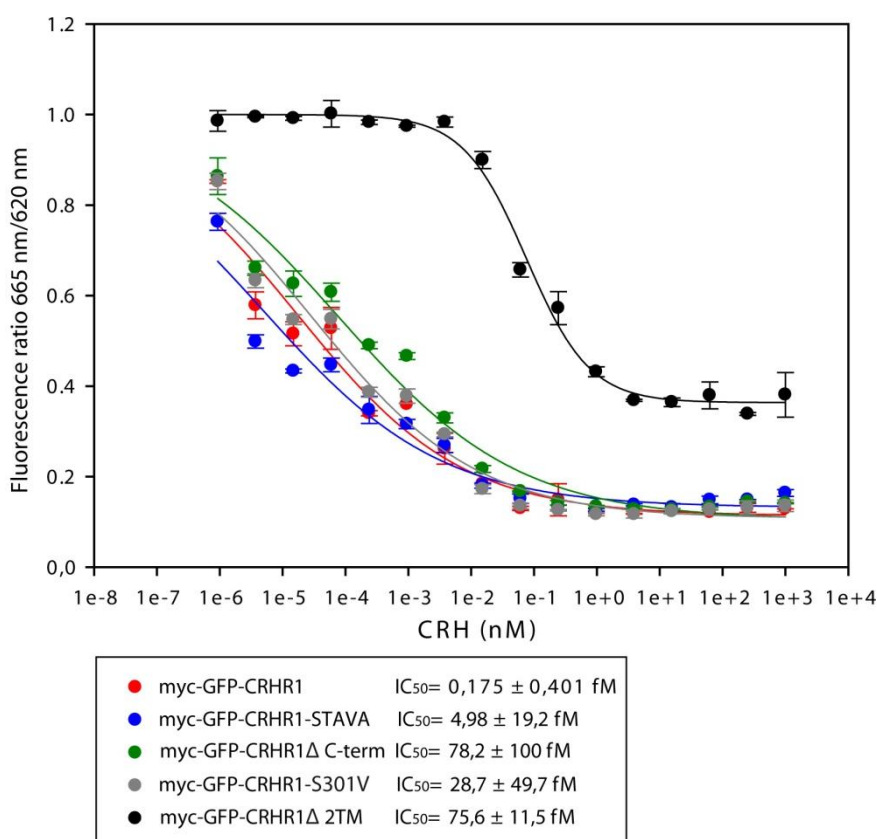 1.2
1.0
0.8
0.6
0.4
0.2
0,0
Fluorescence ratio 665 nm/620 nm
1e-8 1e-7 1e-6 1e-5 1e-4 1e-3 1e-2 1e-1 1e+0 1e+1 1e+2 1e+3 1e+4
CRH (nM)
myc-GFP-CRHR1 IC50= 0,175 ± 0,401 fM
myc-GFP-CRHR1-STAVA IC50= 4,98 ± 19,2 fM
myc-GFP-CRHR1Δ C-term IC50= 78,2 ± 100 fM
myc-GFP-CRHR1-S301V IC50= 28,7 ± 49,7 fM
myc-GFP-CRHR1Δ 2TM IC50= 75,6 ± 11,5 fM